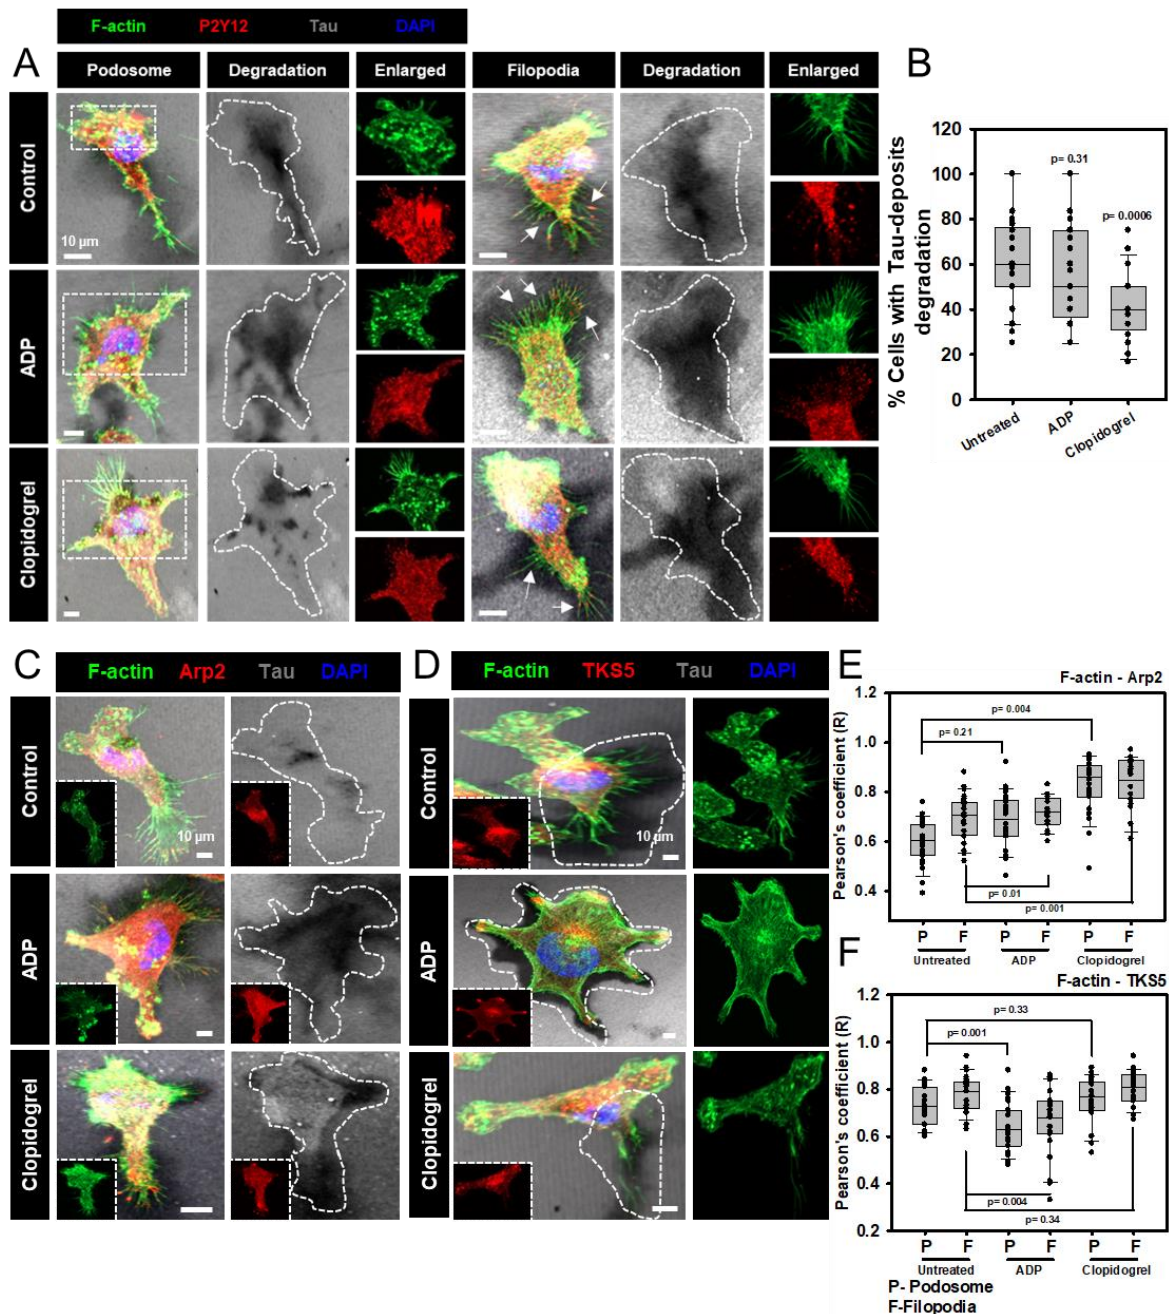 F-actin P2Y12 Tau DAPI
A
Podosome Degradation Enlarged Filopodia Degradation Enlarged
Control
10 µm
ADP
Clopidogrel
B
% Cells with Tau-deposits
degradation
120
100
80
60
40
20
0
p= 0.31
p= 0.0006
Untreated
ADP
Clopidogrel
C
F-actin Arp2 Tau DAPI
Control
10 µm
ADP
Clopidogrel
D
F-actin TKS5 Tau DAPI
Control
10 µm
ADP
Clopidogrel
E
F-actin - Arp2
Pearson's coefficient (R)
1.2
1.0
0.8
0.6
0.4
p= 0.004
p= 0.21
p= 0.01
p= 0.001
P F P F P F
Untreated ADP Clopidogrel
F
F-actin - TKS5
Pearson's coefficient (R)
1.2
1.0
0.8
0.6
0.4
0.2
p= 0.33
p= 0.001
p= 0.004
p= 0.34
P F P F P F
Untreated ADP Clopidogrel
P- Podosome
F-Filopodia